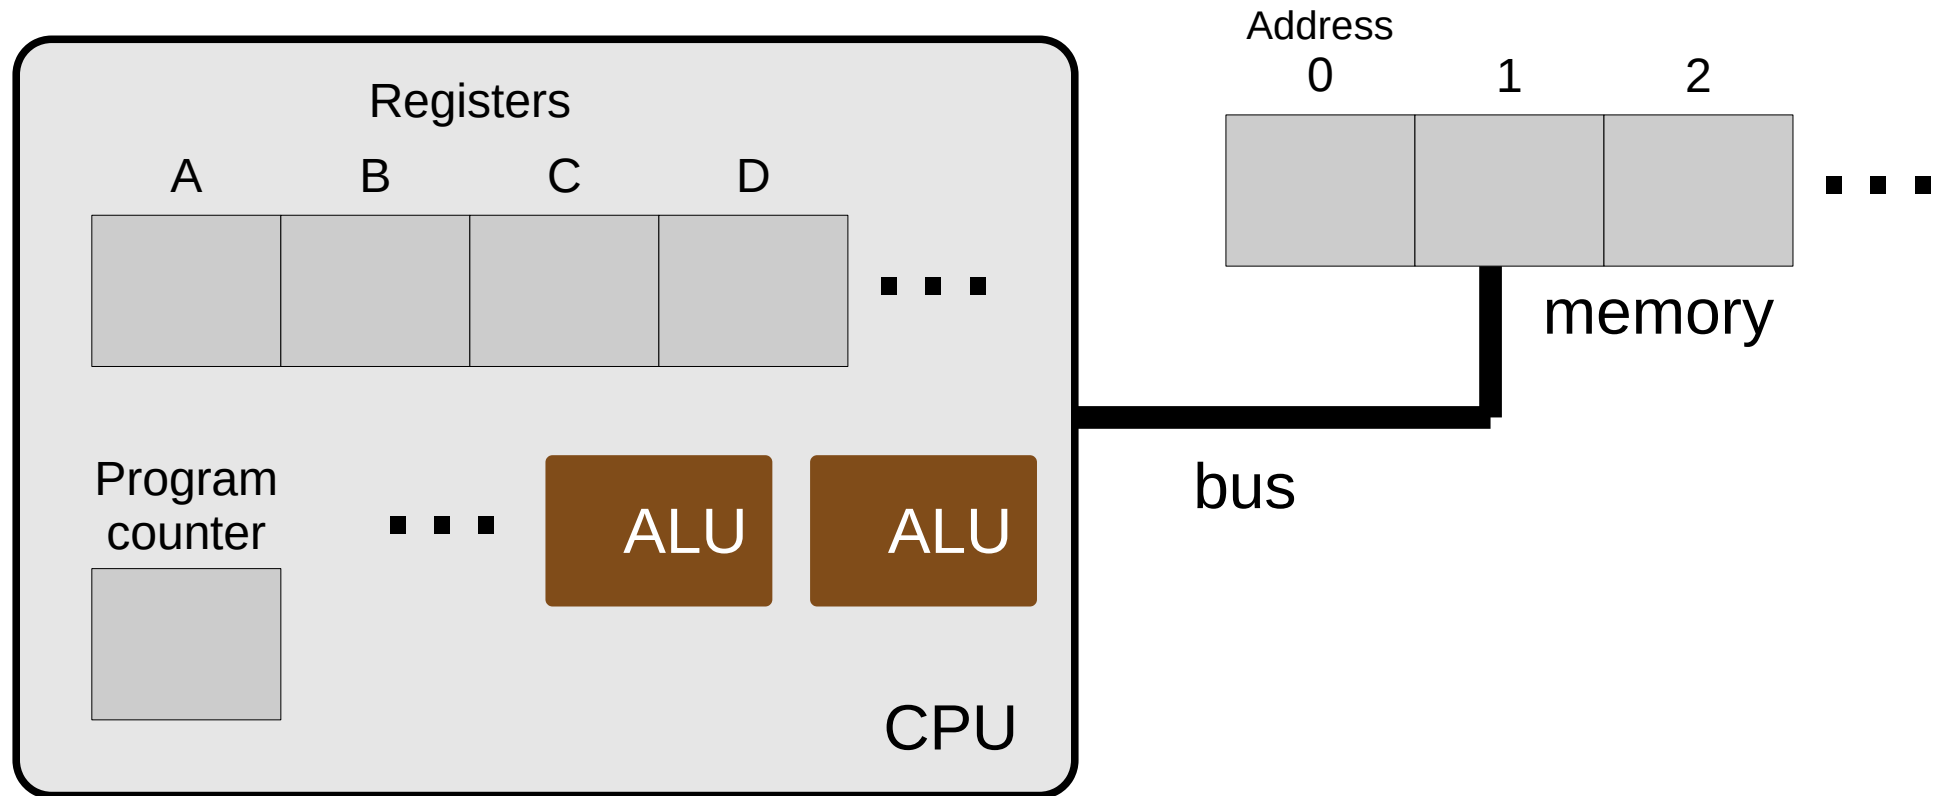 Address
0 1 2
Registers
A B C D
memory
Program
counter
ALU ALU
bus
CPU